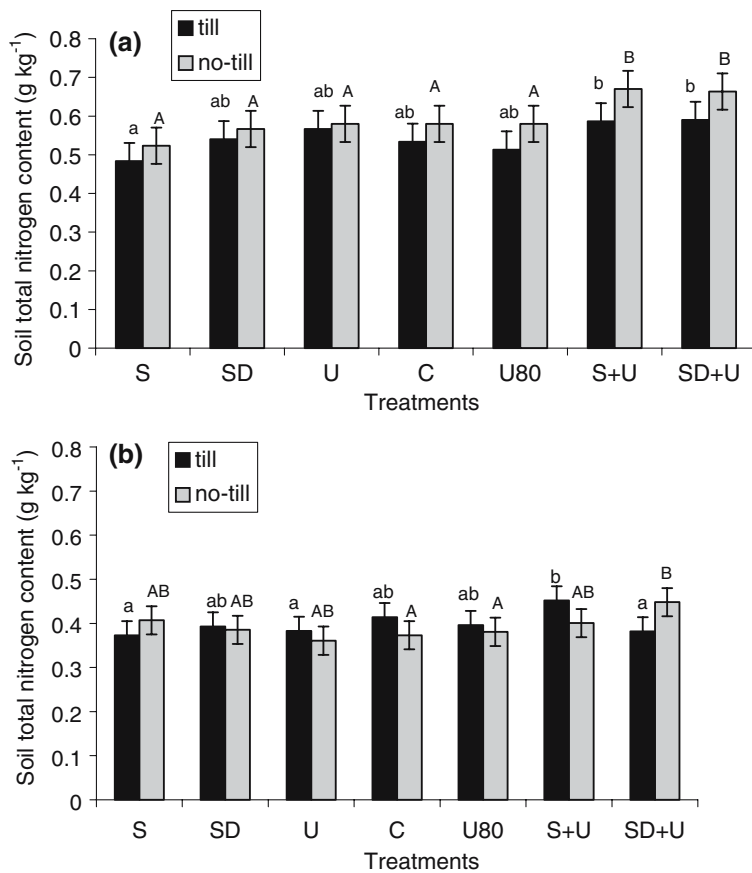 (a)
till
no-till
Soil total nitrogen content (g kg-1)
0.8
0.7
0.6
0.5
0.4
0.3
0.2
0.1
0
a A ab A ab A ab A ab A b B b B
S SD U C U80 S+U SD+U
Treatments
(b)
till
no-till
Soil total nitrogen content (g kg-1)
0.8
0.7
0.6
0.5
0.4
0.3
0.2
0.1
0
a AB ab AB a AB ab A ab A b AB a B
S SD U C U80 S+U SD+U
Treatments